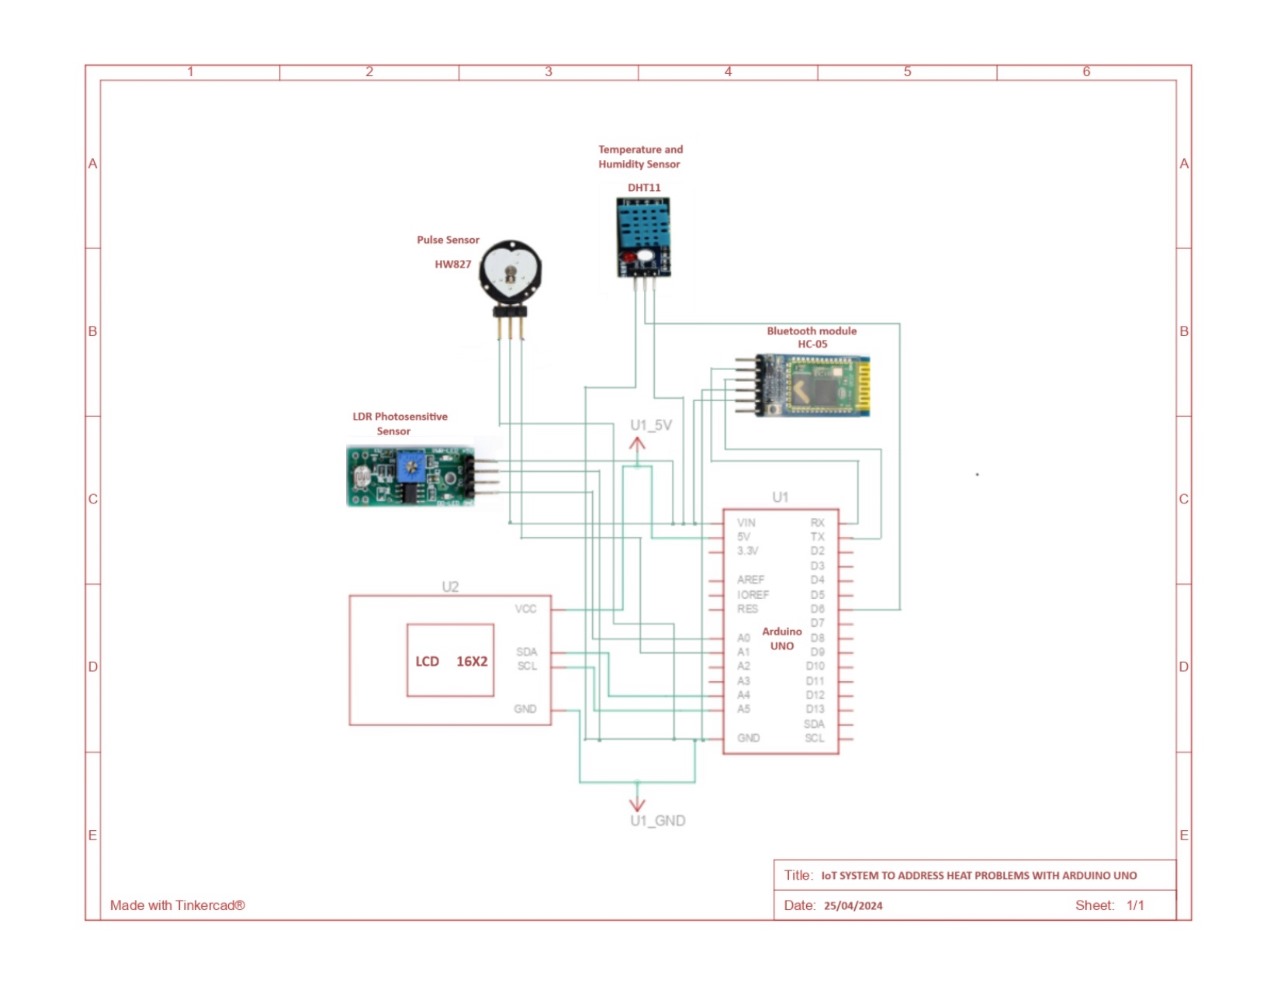 1 2 3 4 5 6
A A
Temperature and
Humidity Sensor
DHT11
Pulse Sensor
HW827
B B
Bluetooth module
HC-05
LDR Photosensitive
Sensor
U1_5V
C C
U1
VIN RX
5V TX
3.3V D2
D3
AREF D4
IOREF D5
RES D6
D7
A0 D8
A1 D9
A2 D10
A3 D11
A4 D12
A5 D13
SDA
GND SCL
Arduino
UNO
U2
VCC
SDA
SCL
GND
LCD 16X2
D D
U1_GND
E E
Title: IoT SYSTEM TO ADDRESS HEAT PROBLEMS WITH ARDUINO UNO
Made with Tinkercad®
Date: 25/04/2024 Sheet: 1/1